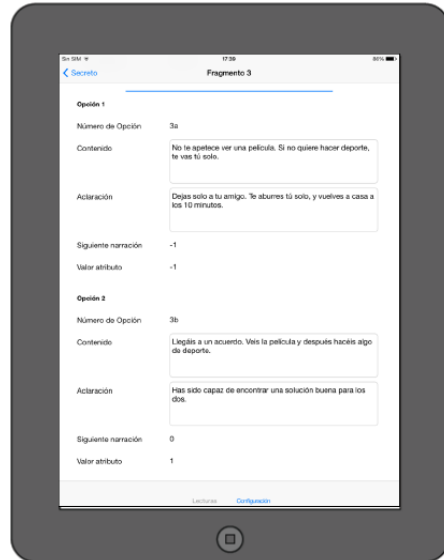 Sin SIM 17:39 86%
Secreto Fragmento 3
Opción 1
Número de Opción 3a
Contenido No te apetece ver una película. Si no quiere hacer deporte,
te vas tú solo.
Aclaración Dejas solo a tu amigo. Te aburres tú solo, y vuelves a casa a
los 10 minutos.
Siguiente narración -1
Valor atributo -1
Opción 2
Número de Opción 3b
Contenido Llegáis a un acuerdo. Veis la película y después hacéis algo
de deporte.
Aclaración Has sido capaz de encontrar una solución buena para los
dos.
Siguiente narración 0
Valor atributo 1
Lecturas Configuración